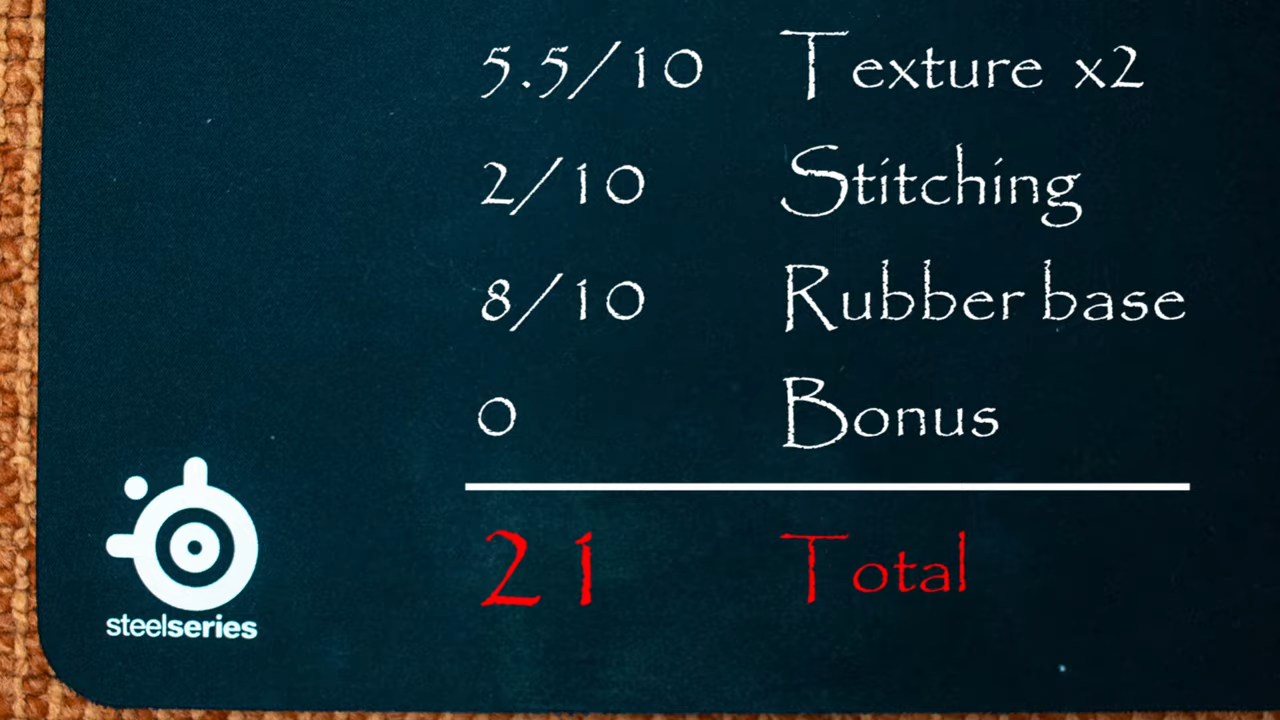 5.5/10 Texture x2
2/10 Stitching
8/10 Rubber base
0 Bonus
21 Total
steelseries